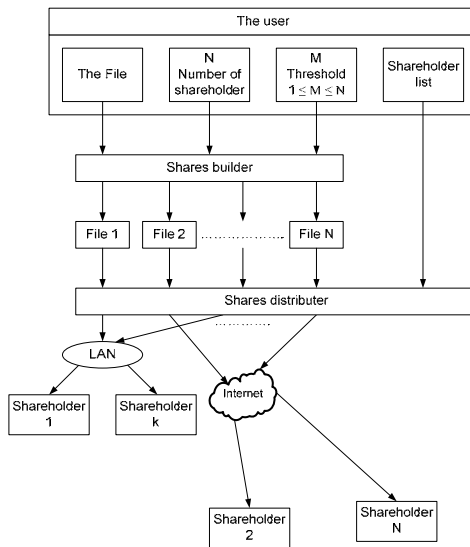 The user
The File
N
Number of
shareholder
M
Threshold
1 ≤ M ≤ N
Shareholder
list
Shares builder
File 1
File 2
......................
File N
Shares distributer
..............
LAN
Internet
Shareholder
1
Shareholder
k
Shareholder
2
Shareholder
N